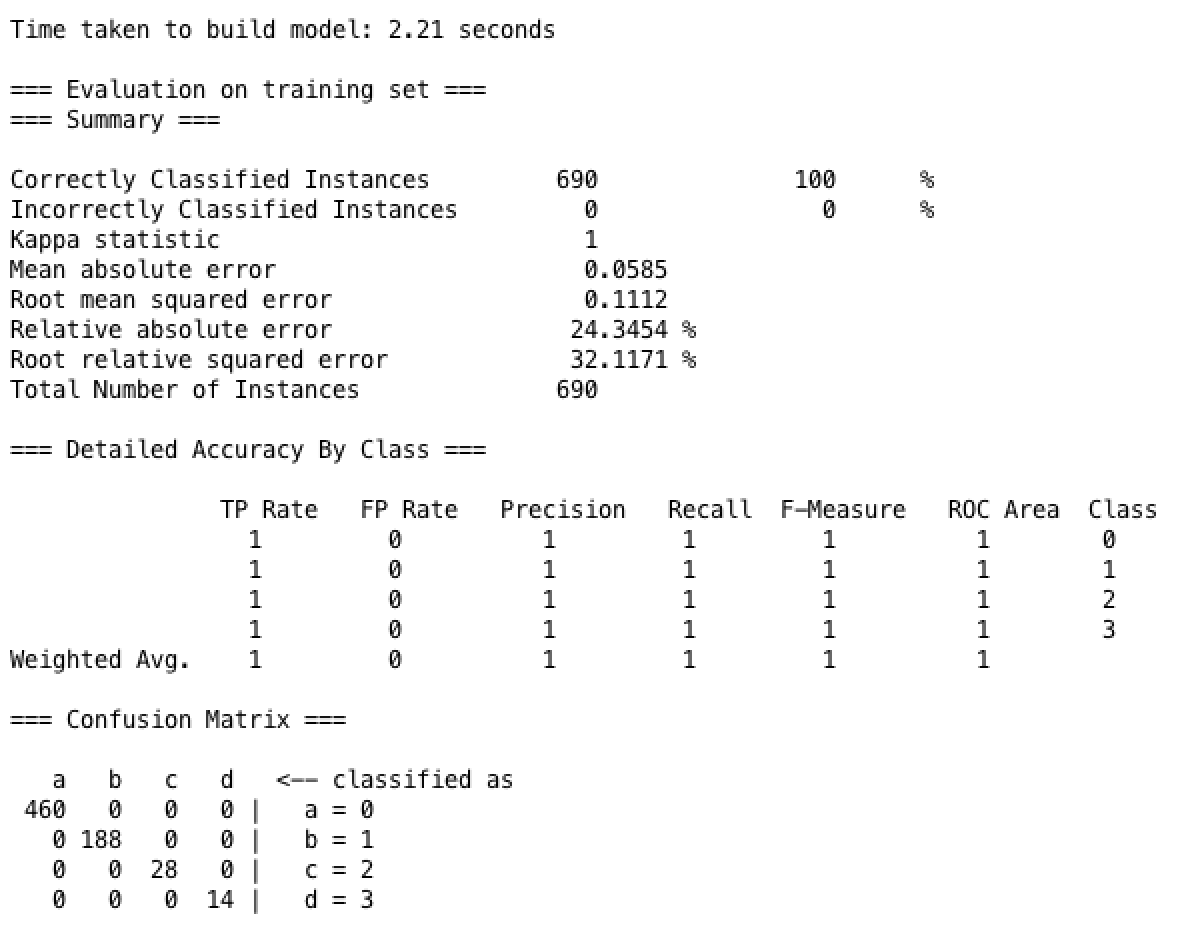 Time taken to build model: 2.21 seconds
=== Evaluation on training set ===
=== Summary ===
Correctly Classified Instances         690              100      %
Incorrectly Classified Instances         0                0      %
Kappa statistic                          1
Mean absolute error                      0.0585
Root mean squared error                  0.1112
Relative absolute error                 24.3454 %
Root relative squared error             32.1171 %
Total Number of Instances              690
=== Detailed Accuracy By Class ===
               TP Rate   FP Rate   Precision   Recall  F-Measure   ROC Area  Class
                 1         0          1         1         1          1        0
                 1         0          1         1         1          1        1
                 1         0          1         1         1          1        2
                 1         0          1         1         1          1        3
Weighted Avg.    1         0          1         1         1          1
=== Confusion Matrix ===
   a   b   c   d   <-- classified as
 460   0   0   0 |   a = 0
   0 188   0   0 |   b = 1
   0   0  28   0 |   c = 2
   0   0   0  14 |   d = 3